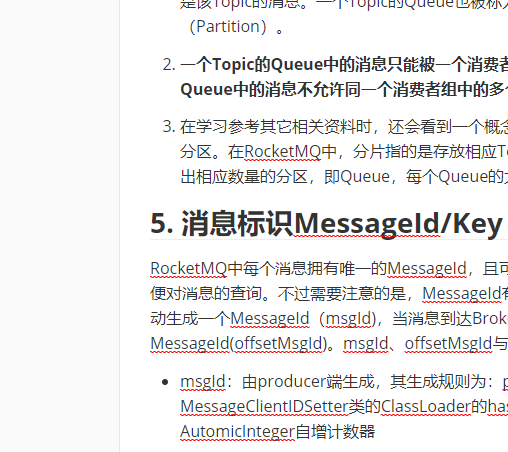 是该Topic的消息。一个Topic的Queue也被称为
（Partition）。
2. 一个Topic的Queue中的消息只能被一个消费者
Queue中的消息不允许同一个消费者组中的多个
3. 在学习参考其它相关资料时，还会看到一个概念
分区。在RocketMQ中，分片指的是存放相应To
出相应数量的分区，即Queue，每个Queue的大
5. 消息标识MessageId/Key
RocketMQ中每个消息拥有唯一的MessageId，且可
便对消息的查询。不过需要注意的是，MessageId有
动生成一个MessageId（msgId)，当消息到达Broke
MessageId(offsetMsgId)。msgId、offsetMsgId与
• msgId：由producer端生成，其生成规则为：p
MessageClientIDSetter类的ClassLoader的has
AutomicInteger自增计数器